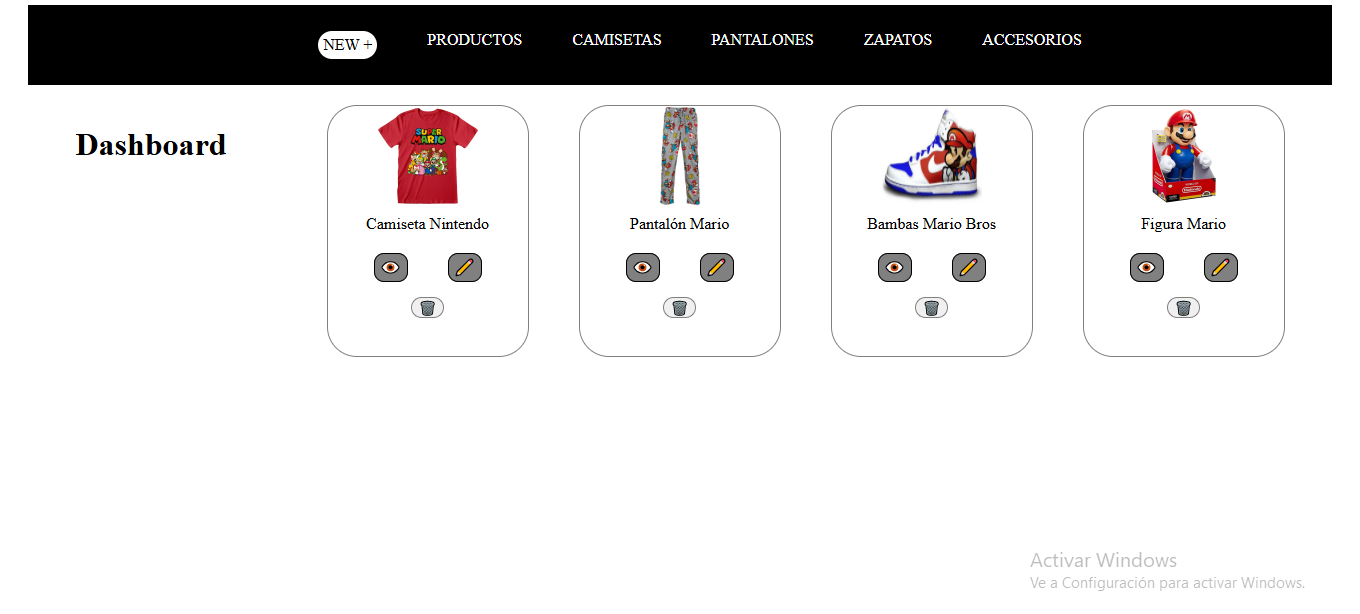 NEW + PRODUCTOS CAMISETAS PANTALONES ZAPATOS ACCESORIOS
Dashboard
SUPER
MARIO
Camiseta Nintendo
Pantalón Mario
Bambas Mario Bros
Figura Mario
Activar Windows
Ve a Configuración para activar Windows.